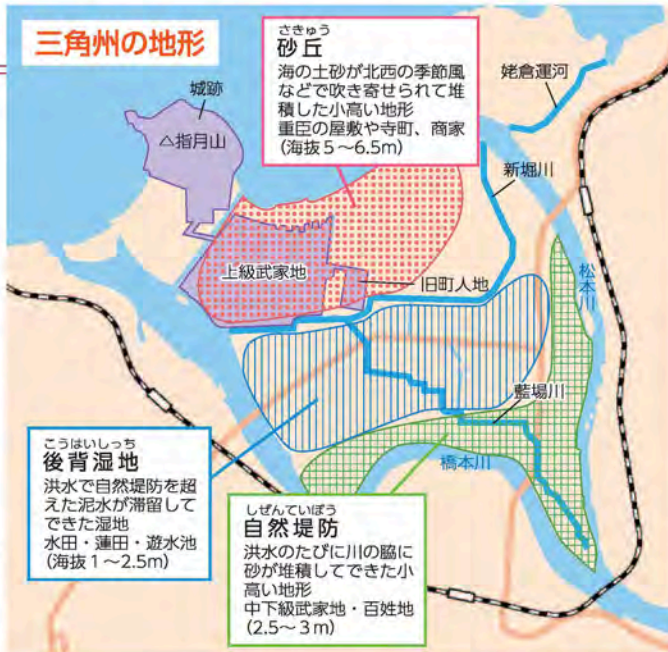 三角州の地形
さきゅう
砂丘
海の土砂が北西の季節風
などで吹き寄せられて堆
積した小高い地形
重臣の屋敷や寺町、商家
(海抜5〜6.5m)
姥倉運河
城跡
△指月山
新堀川
上級武家地
旧町人地
松本川
藍場川
橋本川
こうはいしっち
後背湿地
洪水で自然堤防を超
えた泥水が滞留して
できた湿地
水田・蓮田・遊水池
(海抜1〜2.5m)
しぜんていぼう
自然堤防
洪水のたびに川の脇に
砂が堆積してできた小
高い地形
中下級武家地・百姓地
(2.5〜3m)